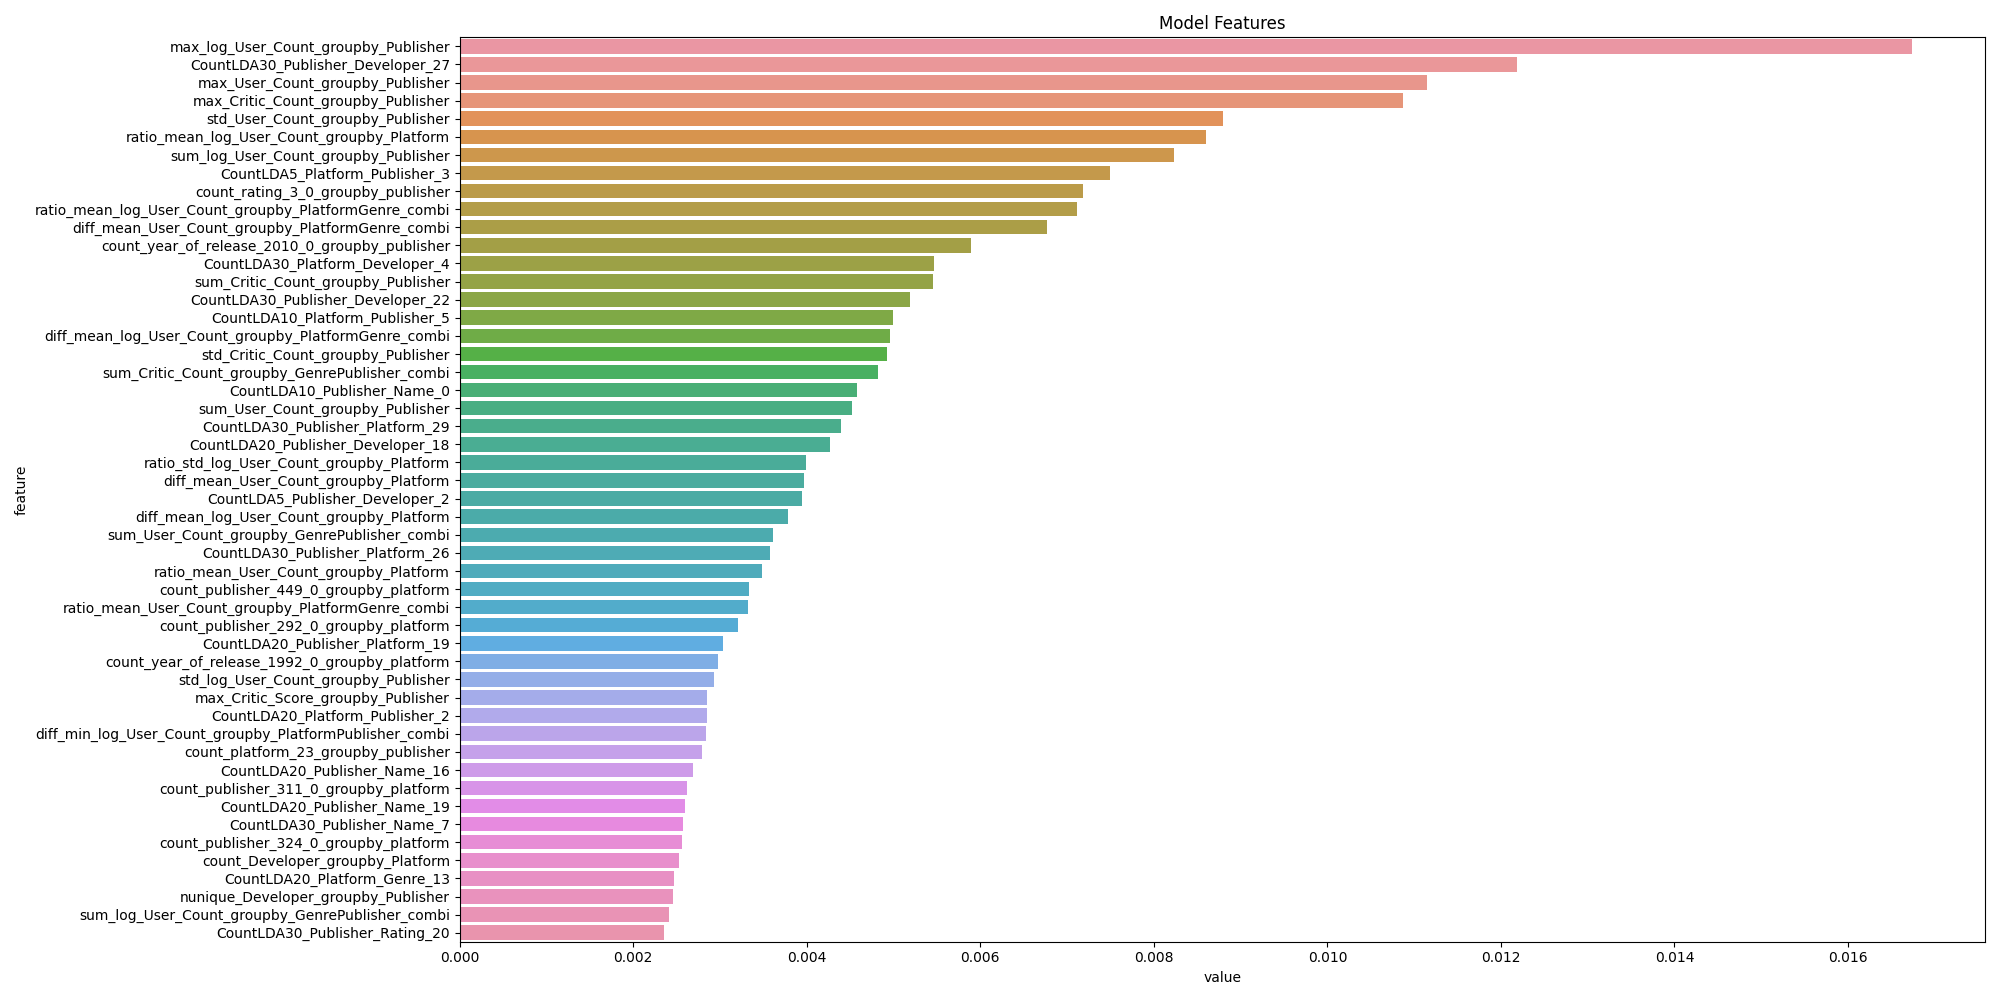 Model Features
max_log_User_Count_groupby_Publisher
CountLDA30_Publisher_Developer_27
max_User_Count_groupby_Publisher
max_Critic_Count_groupby_Publisher
std_User_Count_groupby_Publisher
ratio_mean_log_User_Count_groupby_Platform
sum_log_User_Count_groupby_Publisher
CountLDA5_Platform_Publisher_3
count_rating_3_0_groupby_publisher
ratio_mean_log_User_Count_groupby_PlatformGenre_combi
diff_mean_User_Count_groupby_PlatformGenre_combi
count_year_of_release_2010_0_groupby_publisher
CountLDA30_Platform_Developer_4
sum_Critic_Count_groupby_Publisher
CountLDA30_Publisher_Developer_22
CountLDA10_Platform_Publisher_5
diff_mean_log_User_Count_groupby_PlatformGenre_combi
std_Critic_Count_groupby_Publisher
sum_Critic_Count_groupby_GenrePublisher_combi
CountLDA10_Publisher_Name_0
sum_User_Count_groupby_Publisher
CountLDA30_Publisher_Platform_29
CountLDA20_Publisher_Developer_18
ratio_std_log_User_Count_groupby_Platform
diff_mean_User_Count_groupby_Platform
CountLDA5_Publisher_Developer_2
diff_mean_log_User_Count_groupby_Platform
sum_User_Count_groupby_GenrePublisher_combi
CountLDA30_Publisher_Platform_26
ratio_mean_User_Count_groupby_Platform
count_publisher_449_0_groupby_platform
ratio_mean_User_Count_groupby_PlatformGenre_combi
count_publisher_292_0_groupby_platform
CountLDA20_Publisher_Platform_19
count_year_of_release_1992_0_groupby_platform
std_log_User_Count_groupby_Publisher
max_Critic_Score_groupby_Publisher
CountLDA20_Platform_Publisher_2
diff_min_log_User_Count_groupby_PlatformPublisher_combi
count_platform_23_groupby_publisher
CountLDA20_Publisher_Name_16
count_publisher_311_0_groupby_platform
CountLDA20_Publisher_Name_19
CountLDA30_Publisher_Name_7
count_publisher_324_0_groupby_platform
count_Developer_groupby_Platform
CountLDA20_Platform_Genre_13
nunique_Developer_groupby_Publisher
sum_log_User_Count_groupby_GenrePublisher_combi
CountLDA30_Publisher_Rating_20
feature
0.000 0.002 0.004 0.006 0.008 0.010 0.012 0.014 0.016
value